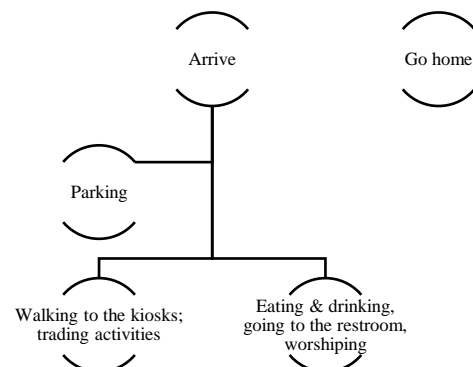 Arrive
Go home
Parking
Walking to the kiosks;
trading activities
Eating & drinking,
going to the restroom,
worshiping